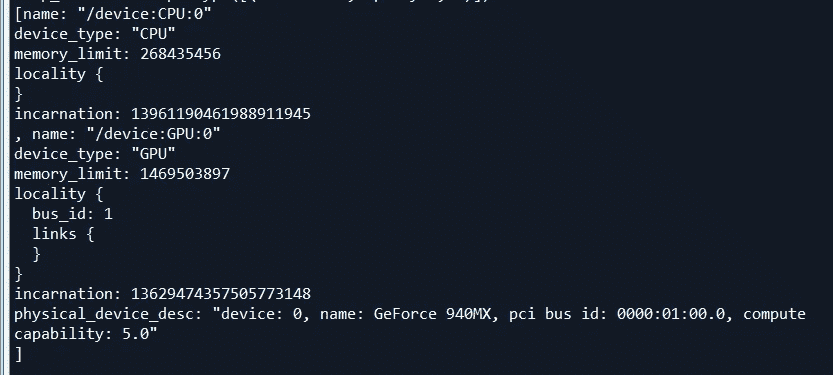 [name: "/device:CPU:0"
device_type: "CPU"
memory_limit: 268435456
locality {
}
incarnation: 13961190461988911945
, name: "/device:GPU:0"
device_type: "GPU"
memory_limit: 1469503897
locality {
  bus_id: 1
  links {
  }
}
incarnation: 13629474357505773148
physical_device_desc: "device: 0, name: GeForce 940MX, pci bus id: 0000:01:00.0, compute
capability: 5.0"
]